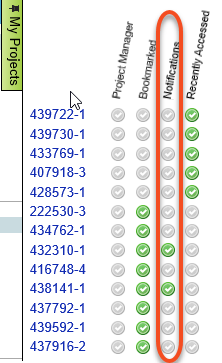 My Projects
Project Manager
Bookmarked
Notifications
Recently Accessed
439722-1
439730-1
433769-1
407918-3
428573-1
222530-3
434762-1
432310-1
416748-4
438141-1
437792-1
439592-1
437916-2